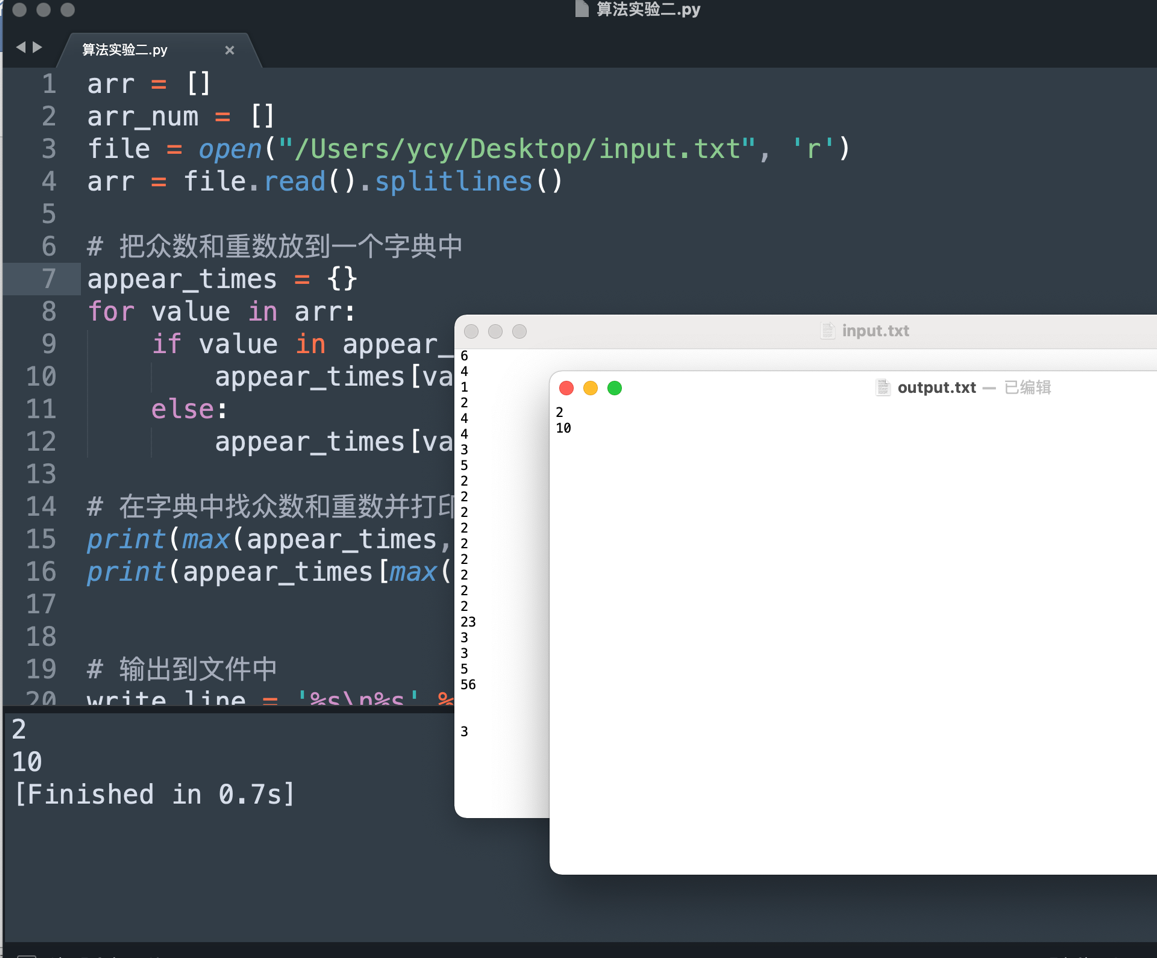 算法实验二.py
算法实验二.py ×
1 arr = []
2 arr_num = []
3 file = open("/Users/ycy/Desktop/input.txt", 'r')
4 arr = file.read().splitlines()
5
6 # 把众数和重数放到一个字典中
7 appear_times = {}
8 for value in arr:
9 if value in appear_
10 appear_times[va
11 else:
12 appear_times[va
13
14 # 在字典中找众数和重数并打印
15 print(max(appear_times,
16 print(appear_times[max(
17
18
19 # 输出到文件中
20 write_line = '%s\n%s' %
2
10
[Finished in 0.7s]
input.txt
6
4
1
2
4
4
3
5
2
2
2
2
2
2
2
2
2
23
3
3
5
56
3
output.txt — 已编辑
2
10